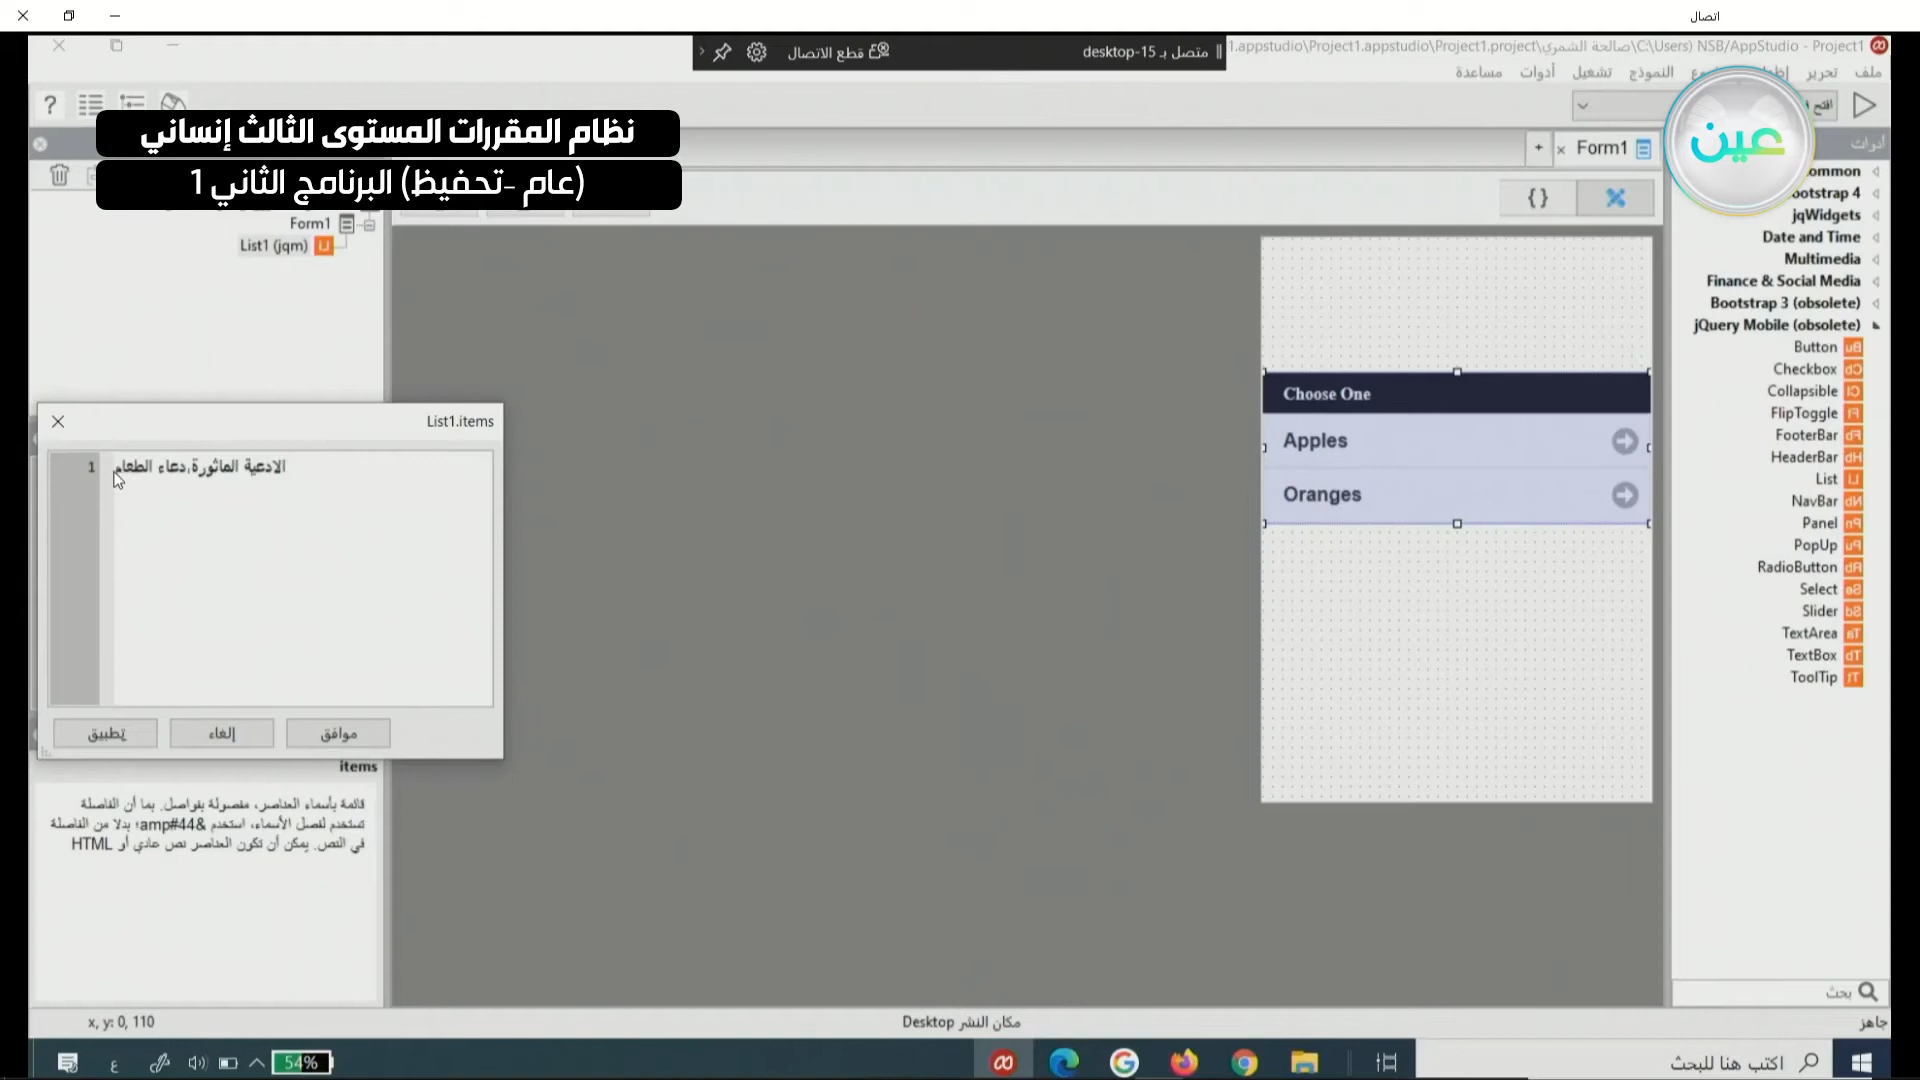 اتصال
C:\Users\صالحة الشمري\1.appstudio\Project1.appstudio\Project1.project) NSB/AppStudio - Project1
متصل بـ desktop-15
قطع الاتصال
ملف
تحرير
النموذج
تشغيل
أدوات
مساعدة
نظام المقررات المستوى الثالث إنساني
(عام -تحفيظ) البرنامج الثاني 1
عين
Form1
{}
أدوات
Bootstrap 4
jqWidgets
Date and Time
Multimedia
Finance & Social Media
Bootstrap 3 (obsolete)
jQuery Mobile (obsolete)
Button
Checkbox
Collapsible
FlipToggle
FooterBar
HeaderBar
List
NavBar
Panel
PopUp
RadioButton
Select
Slider
TextArea
TextBox
ToolTip
Form1
List1 (jqm)
Choose One
Apples
Oranges
List1.items
1
الادعية الماثورة,دعاء الطعام
موافق
إلغاء
تطبيق
items
قائمة بأسماء العناصر، مفصولة بفواصل. بما أن الفاصلة
تستخدم لفصل الأسماء، استخدم &amp#44; بدلا من الفاصلة
في النص. يمكن أن تكون العناصر نص عادي أو HTML
بحث
جاهز
مكان النشر Desktop
x, y: 0, 110
اكتب هنا للبحث
54%
ع